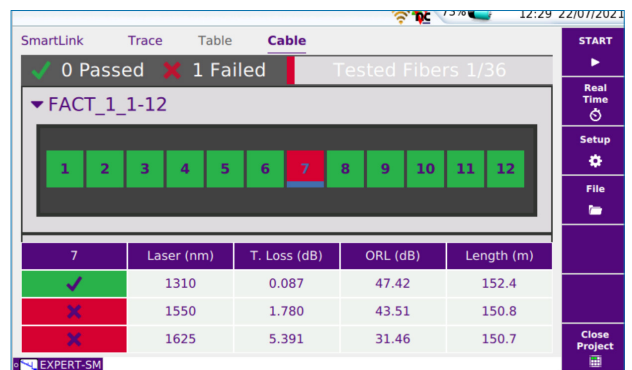 73% 12:29 22/07/2021
SmartLink Trace Table Cable
0 Passed 1 Failed Tested Fibers 1/36
FACT_1_1-12
1 2 3 4 5 6 7 8 9 10 11 12
7 Laser (nm) T. Loss (dB) ORL (dB) Length (m)
1310 0.087 47.42 152.4
1550 1.780 43.51 150.8
1625 5.391 31.46 150.7
EXPERT-SM
START
Real
Time
Setup
File
Close
Project